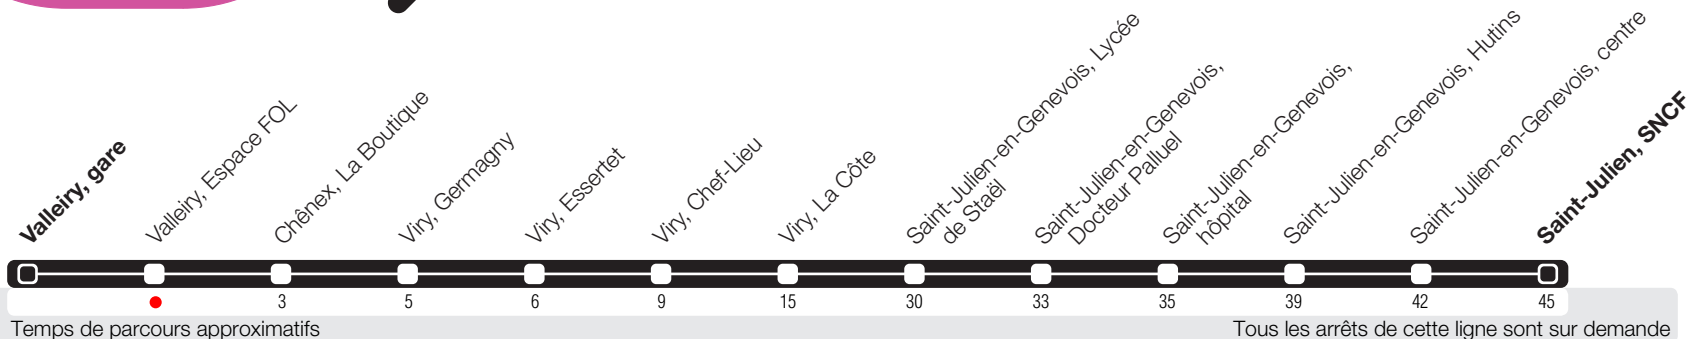 Valleiry, gare
Valleiry, Espace FOL
Chênex, La Boutique
Viry, Germagny
Viry, Essertet
Viry, Chef-Lieu
Viry, La Côte
Saint-Julien-en-Genevois, Lycée
de Staël
Saint-Julien-en-Genevois,
Docteur Palluel
Saint-Julien-en-Genevois,
hôpital
Saint-Julien-en-Genevois, Hutins
Saint-Julien-en-Genevois, centre
Saint-Julien, SNCF
3 5 6 9 15 30 33 35 39 42 45
Temps de parcours approximatifs
Tous les arrêts de cette ligne sont sur demande